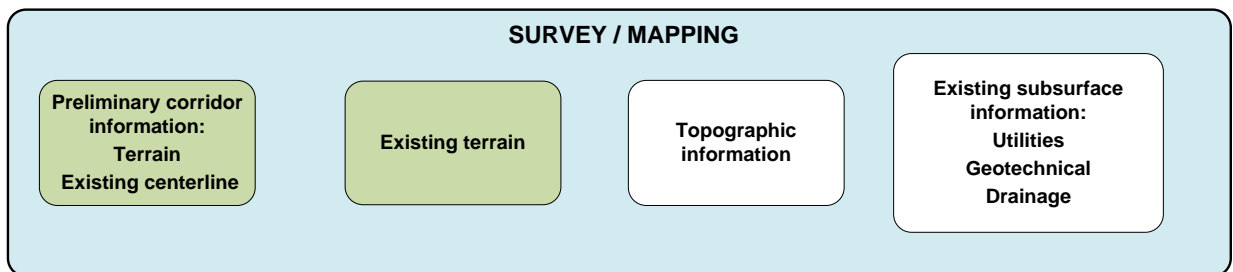 SURVEY / MAPPING
Preliminary corridor
information:
Terrain
Existing centerline
Existing terrain
Topographic
information
Existing subsurface
information:
Utilities
Geotechnical
Drainage